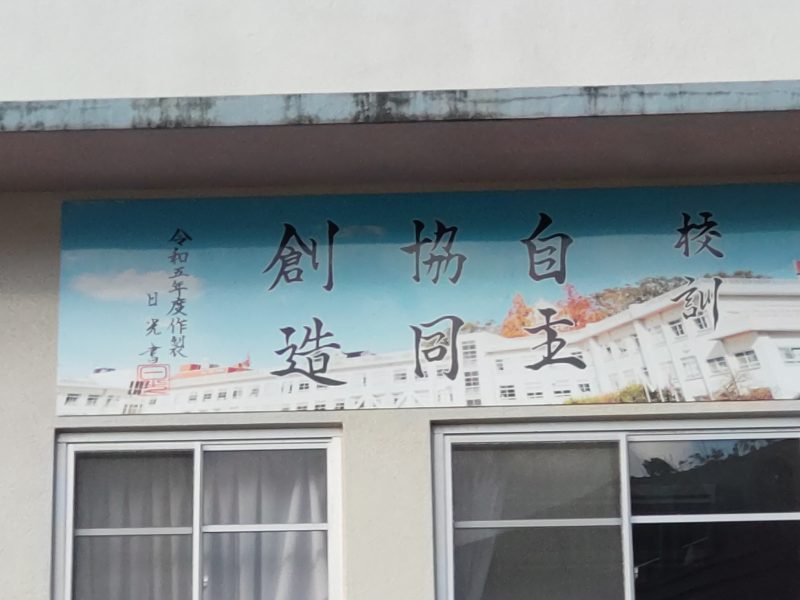 校訓
自主
協同
創造
令和五年度作製
日光書